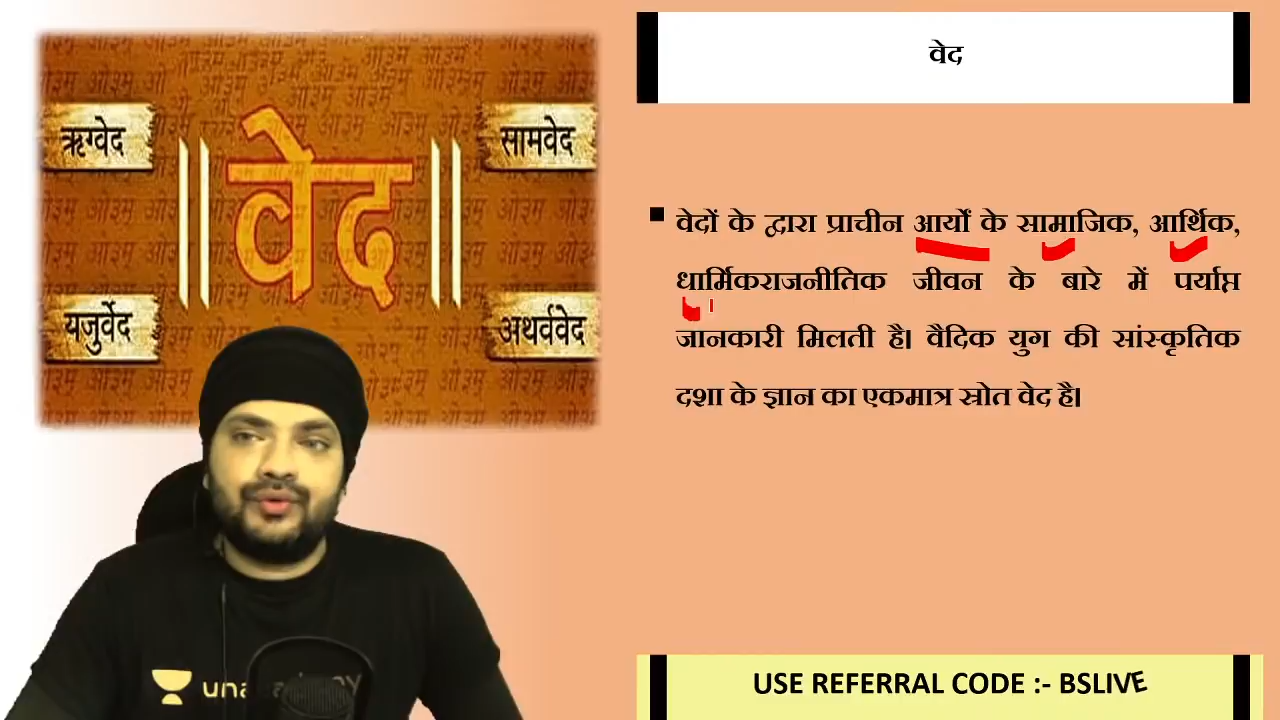 वेद
ऋग्वेद
सामवेद
॥ वेद ॥
यजुर्वेद
अथर्ववेद
वेदों के द्वारा प्राचीन आर्यों के सामाजिक, आर्थिक,
धार्मिकराजनीतिक जीवन के बारे में पर्याप्त
जानकारी मिलती है। वैदिक युग की सांस्कृतिक
दशा के ज्ञान का एकमात्र स्रोत वेद है।
USE REFERRAL CODE :- BSLIVE